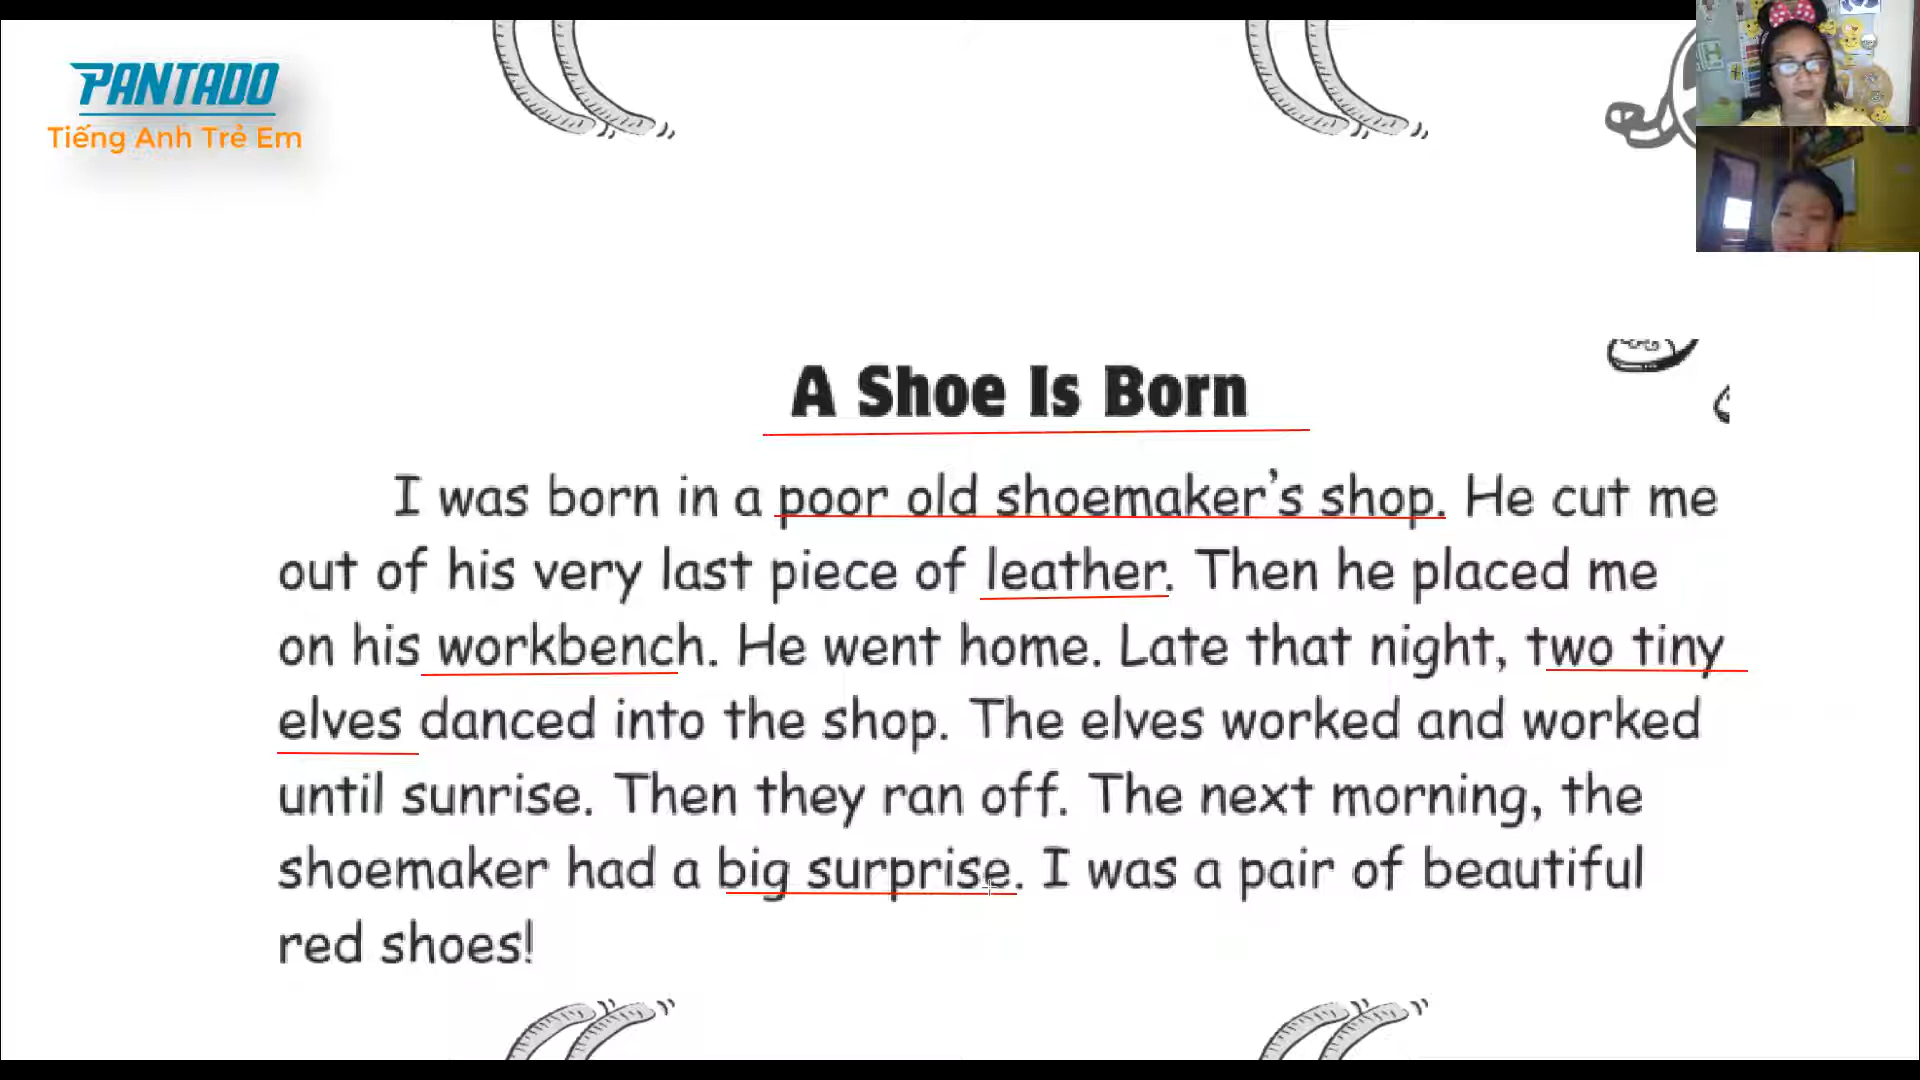 PANTADO
Tiếng Anh Trẻ Em
A Shoe Is Born
I was born in a poor old shoemaker's shop. He cut me
out of his very last piece of leather. Then he placed me
on his workbench. He went home. Late that night, two tiny
elves danced into the shop. The elves worked and worked
until sunrise. Then they ran off. The next morning, the
shoemaker had a big surprise. I was a pair of beautiful
red shoes!